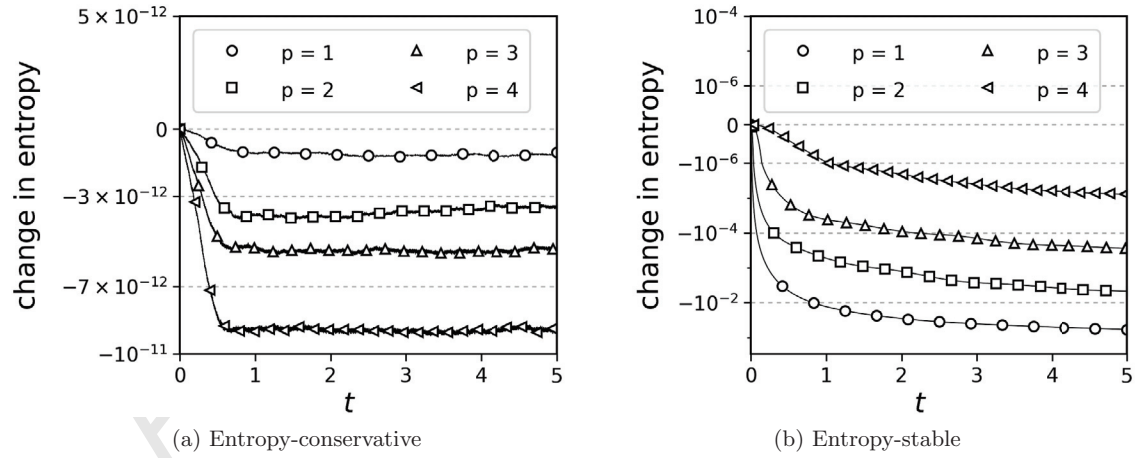 5 × 10⁻¹²
0
−3 × 10⁻¹²
−7 × 10⁻¹²
−10⁻¹¹
change in entropy
p = 1
p = 3
p = 2
p = 4
0 1 2 3 4 5
t
(a) Entropy-conservative
10⁻⁴
10⁻⁶
0
−10⁻⁶
−10⁻⁴
−10⁻²
change in entropy
p = 1
p = 3
p = 2
p = 4
0 1 2 3 4 5
t
(b) Entropy-stable